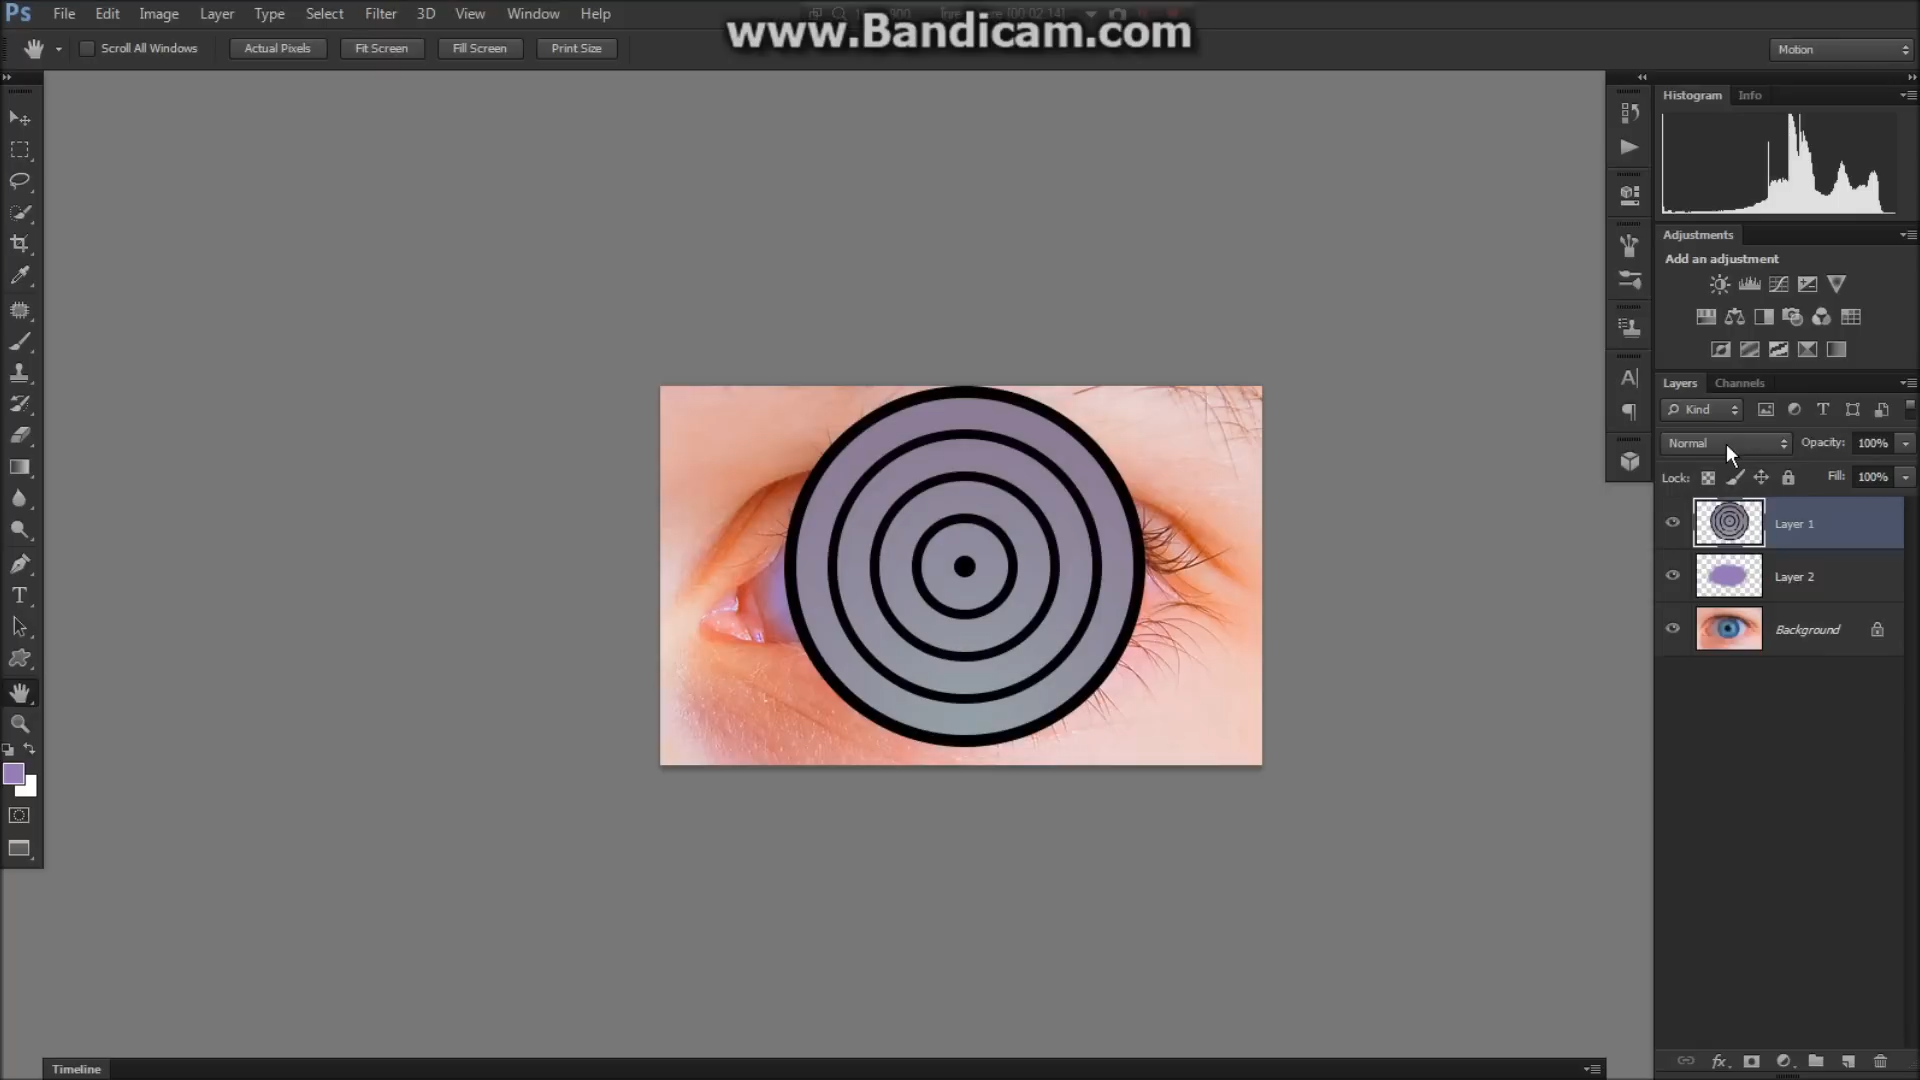 Ps File Edit Image Layer Type Select Filter 3D View Window Help
www.Bandicam.com
Scroll All Windows Actual Pixels Fit Screen Fill Screen Print Size Motion
Histogram Info
Adjustments
Add an adjustment
Layers Channels
Kind
Normal Opacity: 100%
Lock: Fill: 100%
Layer 1
Layer 2
Background
Timeline